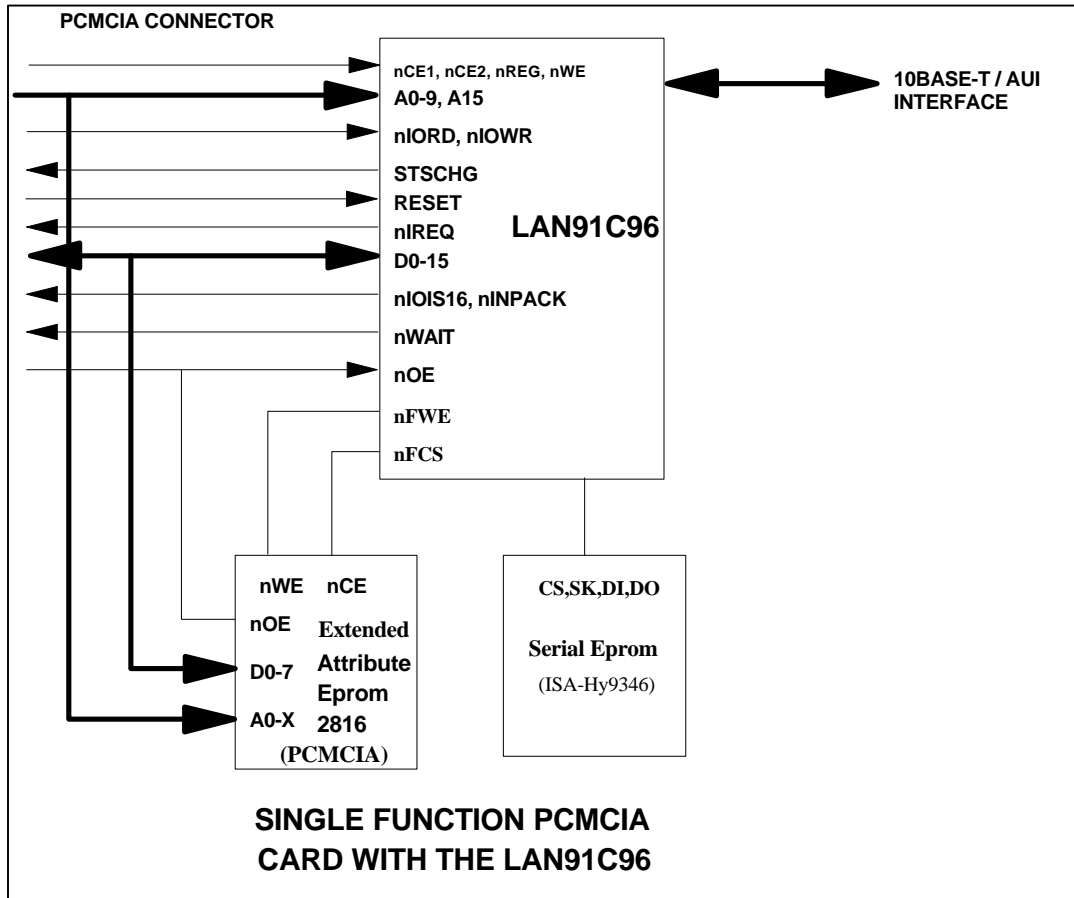 PCMCIA CONNECTOR
nCE1, nCE2, nREG, nWE
A0-9, A15
nIORD, nIOWR
STSCHG
RESET
nIREQ
D0-15
nIOIS16, nINPACK
nWAIT
nOE
nFWE
nFCS
LAN91C96
10BASE-T / AUI
INTERFACE
nWE nCE
nOE Extended
D0-7 Attribute
Eprom
A0-X 2816
(PCMCIA)
CS,SK,DI,DO
Serial Eprom
(ISA-Hy9346)
SINGLE FUNCTION PCMCIA
CARD WITH THE LAN91C96